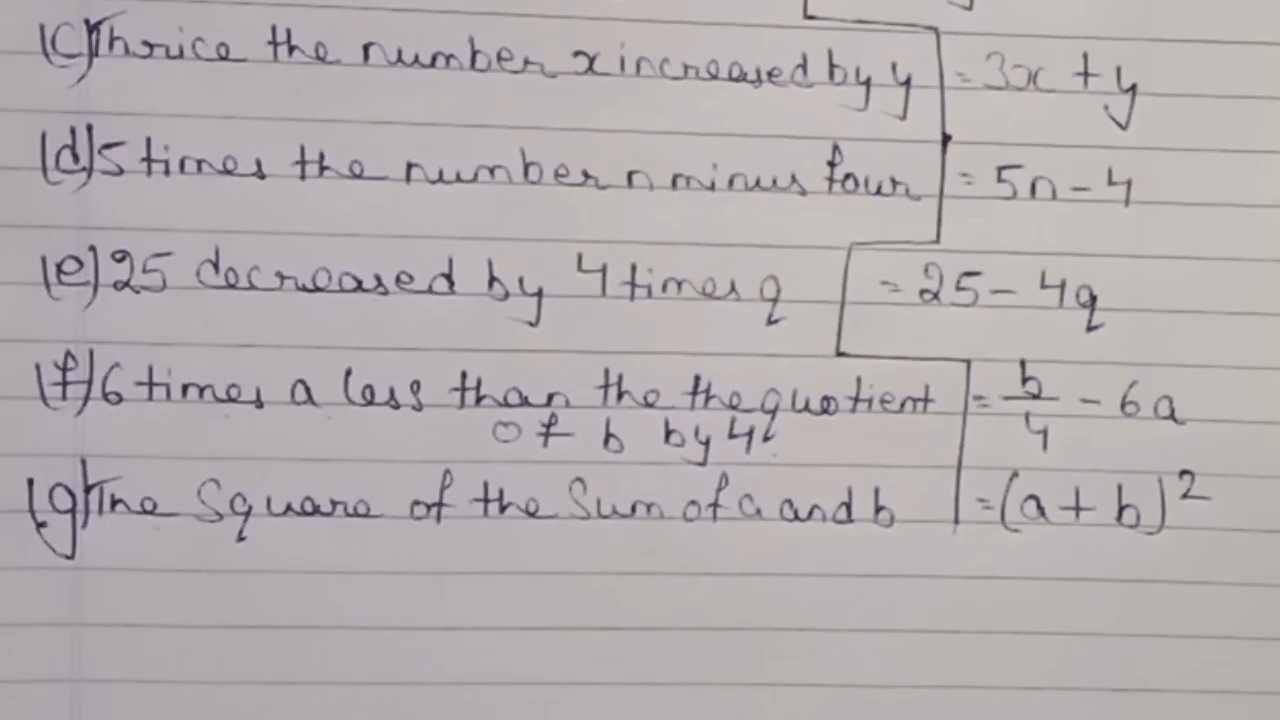 (c) Thrice the number x increased by y = 3x + y
(d) 5 times the number n minus four = 5n - 4
(e) 25 decreased by 4 times q = 25 - 4q
(f) 6 times a less than the the quotient = b/4 - 6a
of b by 4
(g) The Square of the Sum of a and b = (a + b)²